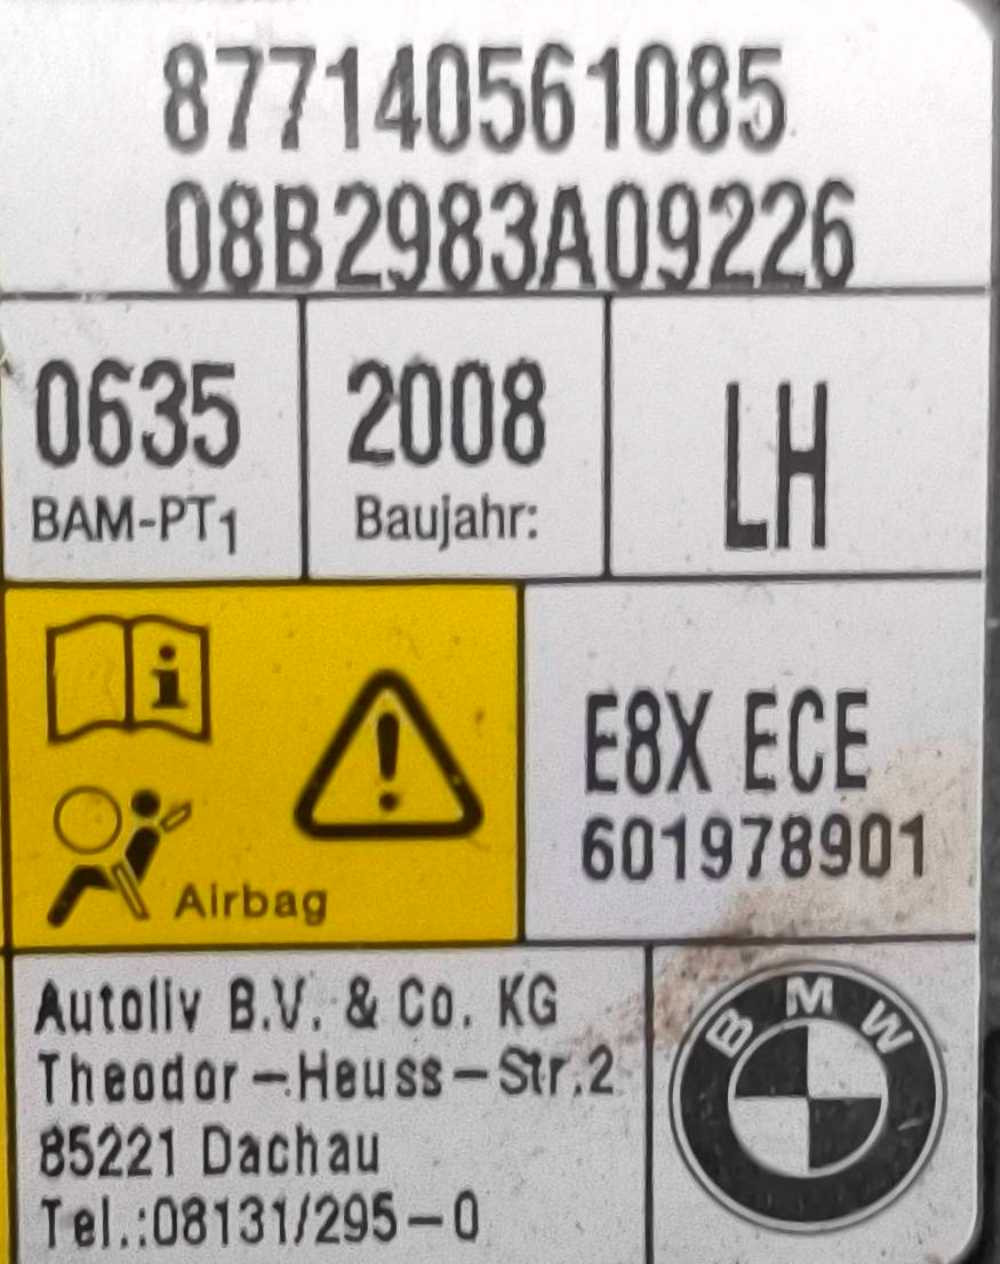 877140561085
08B2983A09226
0635
BAM-PT1
2008
Baujahr:
LH
i
!
Airbag
E8X ECE
601978901
Autoliv B.V. & Co. KG
Theodor-Heuss-Str.2
85221 Dachau
Tel.:08131/295-0
BMW